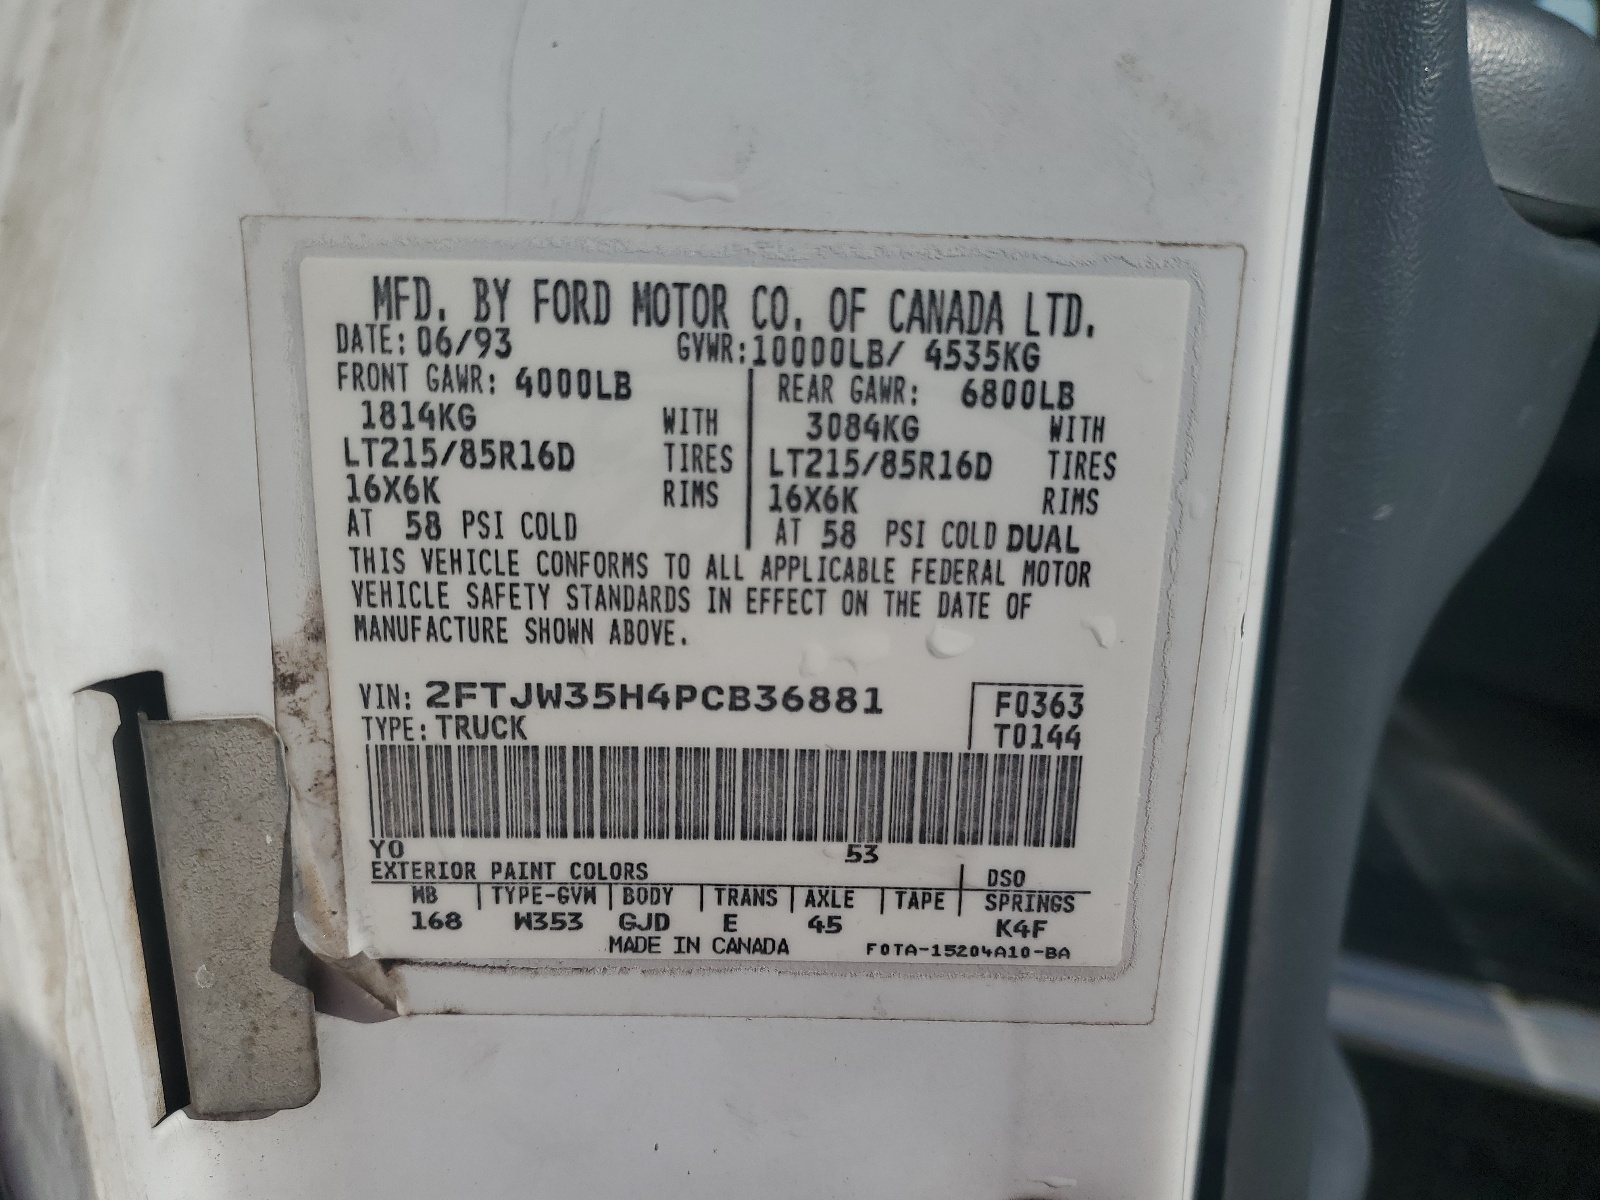 MFD. BY FORD MOTOR CO. OF CANADA LTD.
DATE: 06/93 GVWR: 10000LB/ 4535KG
FRONT GAWR: 4000LB REAR GAWR: 6800LB
1814KG WITH 3084KG WITH
LT215/85R16D TIRES LT215/85R16D TIRES
16X6K RIMS 16X6K RIMS
AT 58 PSI COLD AT 58 PSI COLD DUAL
THIS VEHICLE CONFORMS TO ALL APPLICABLE FEDERAL MOTOR
VEHICLE SAFETY STANDARDS IN EFFECT ON THE DATE OF
MANUFACTURE SHOWN ABOVE.
VIN: 2FTJW35H4PCB36881 F0363
TYPE: TRUCK T0144
YO 53
EXTERIOR PAINT COLORS DSO
WB TYPE-GVW BODY TRANS AXLE TAPE SPRINGS
168 W353 GJD E 45 K4F
MADE IN CANADA F0TA-15204A10-BA